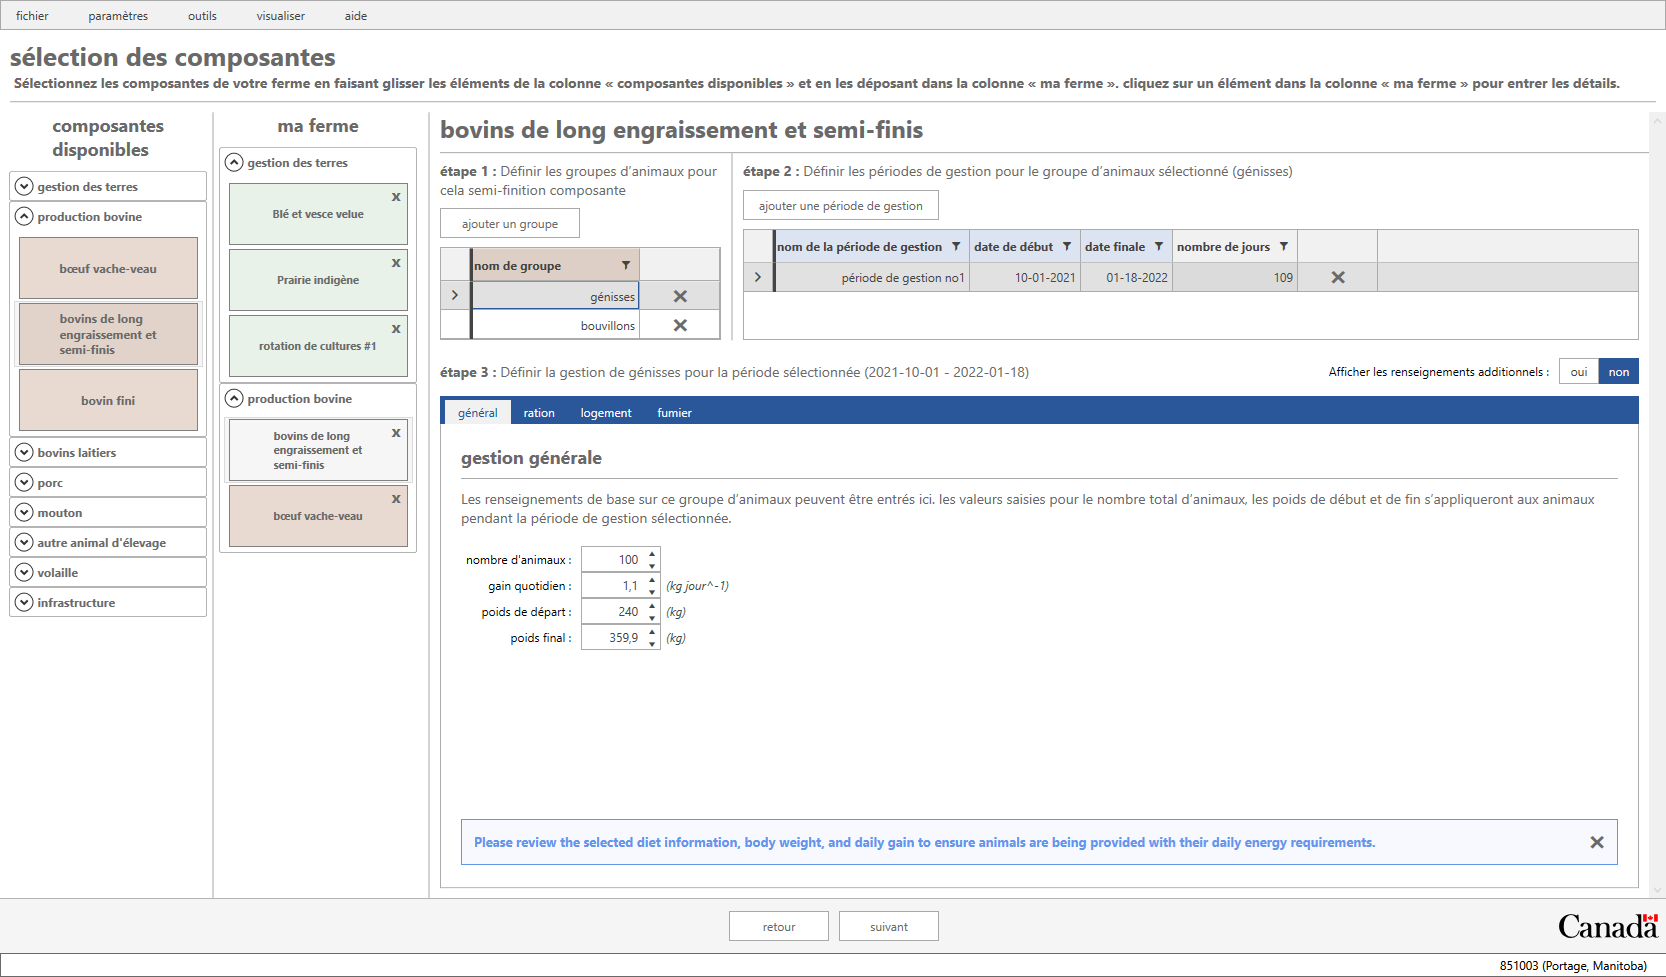 fichier paramètres outils visualiser aide
sélection des composantes
Sélectionnez les composantes de votre ferme en faisant glisser les éléments de la colonne « composantes disponibles » et en les déposant dans la colonne « ma ferme ». cliquez sur un élément dans la colonne « ma ferme » pour entrer les détails.
composantes
disponibles
gestion des terres
production bovine
bœuf vache-veau
bovins de long
engraissement et
semi-finis
bovin fini
bovins laitiers
porc
mouton
autre animal d'élevage
volaille
infrastructure
ma ferme
gestion des terres
Blé et vesce velue x
Prairie indigène x
rotation de cultures #1 x
production bovine
bovins de long x
engraissement et
semi-finis
bœuf vache-veau x
bovins de long engraissement et semi-finis
étape 1 : Définir les groupes d’animaux pour
cela semi-finition composante
ajouter un groupe
nom de groupe
génisses
bouvillons
étape 2 : Définir les périodes de gestion pour le groupe d’animaux sélectionné (génisses)
ajouter une période de gestion
nom de la période de gestion date de début date finale nombre de jours
période de gestion no1 10-01-2021 01-18-2022 109
étape 3 : Définir la gestion de génisses pour la période sélectionnée (2021-10-01 - 2022-01-18)
Afficher les renseignements additionnels : oui non
général ration logement fumier
gestion générale
Les renseignements de base sur ce groupe d’animaux peuvent être entrés ici. les valeurs saisies pour le nombre total d’animaux, les poids de début et de fin s’appliqueront aux animaux
pendant la période de gestion sélectionnée.
nombre d'animaux : 100
gain quotidien : 1,1 (kg jour^-1)
poids de départ : 240 (kg)
poids final : 359,9 (kg)
Please review the selected diet information, body weight, and daily gain to ensure animals are being provided with their daily energy requirements.
retour suivant
Canada
851003 (Portage, Manitoba)